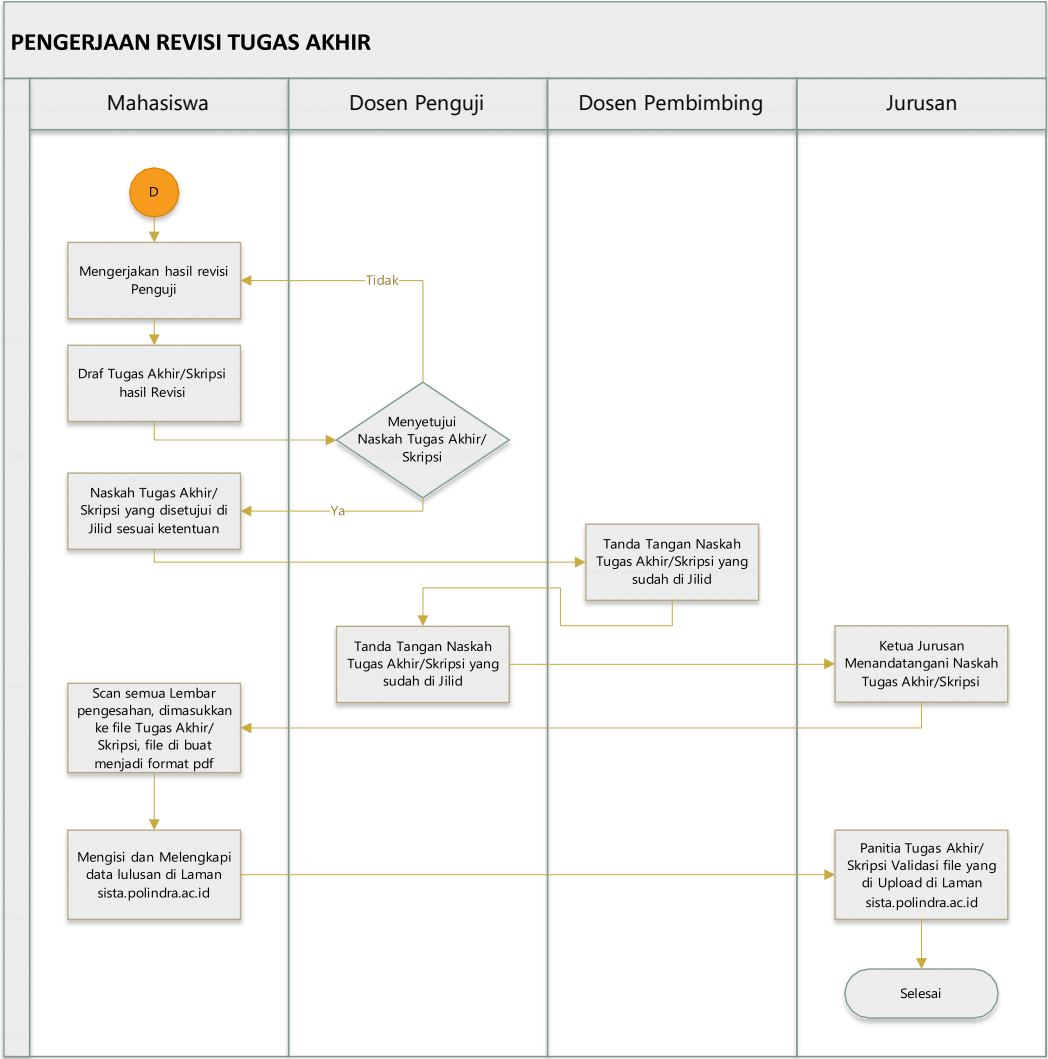 PENGERJAAN REVISI TUGAS AKHIR
Mahasiswa
Dosen Penguji
Dosen Pembimbing
Jurusan
D
Mengerjakan hasil revisi
Penguji
Tidak
Draf Tugas Akhir/Skripsi
hasil Revisi
Menyetujui
Naskah Tugas Akhir/
Skripsi
Ya
Naskah Tugas Akhir/
Skripsi yang disetujui di
Jilid sesuai ketentuan
Tanda Tangan Naskah
Tugas Akhir/Skripsi yang
sudah di Jilid
Tanda Tangan Naskah
Tugas Akhir/Skripsi yang
sudah di Jilid
Ketua Jurusan
Menandatangani Naskah
Tugas Akhir/Skripsi
Scan semua Lembar
pengesahan, dimasukkan
ke file Tugas Akhir/
Skripsi, file di buat
menjadi format pdf
Mengisi dan Melengkapi
data lulusan di Laman
sista.polindra.ac.id
Panitia Tugas Akhir/
Skripsi Validasi file yang
di Upload di Laman
sista.polindra.ac.id
Selesai